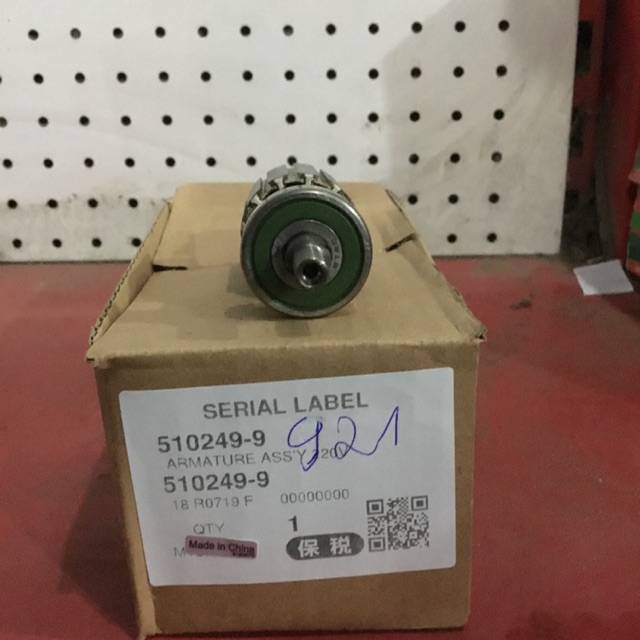 SERIAL LABEL
510249-9
921
ARMATURE ASS'Y
510249-9
18 R0719 F 00000000
QTY 1
Made in China
保税